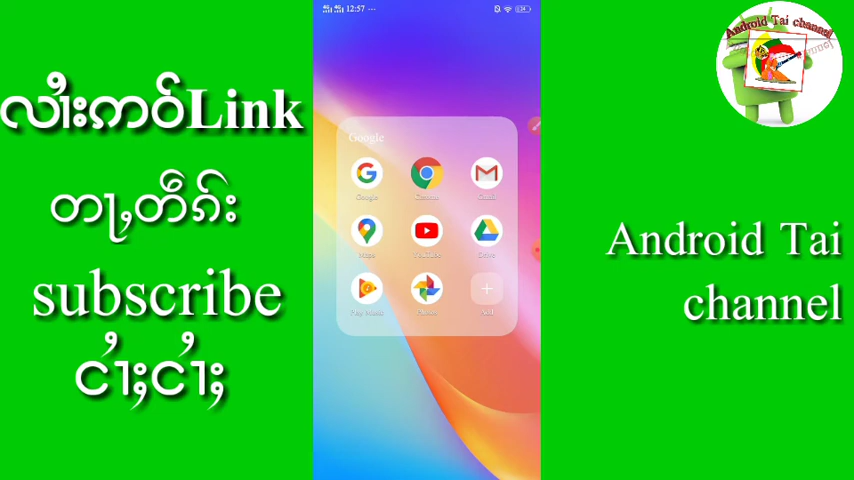 လၢႆးဢဝ်Link
တႃႇတီႉၵ်း
subscribe
ငၢႆႈငၢႆႈ
12:57
Google
Google
Chrome
Gmail
Maps
YouTube
Drive
Play Music
Photos
Add
Android Tai channel
Android Tai
channel